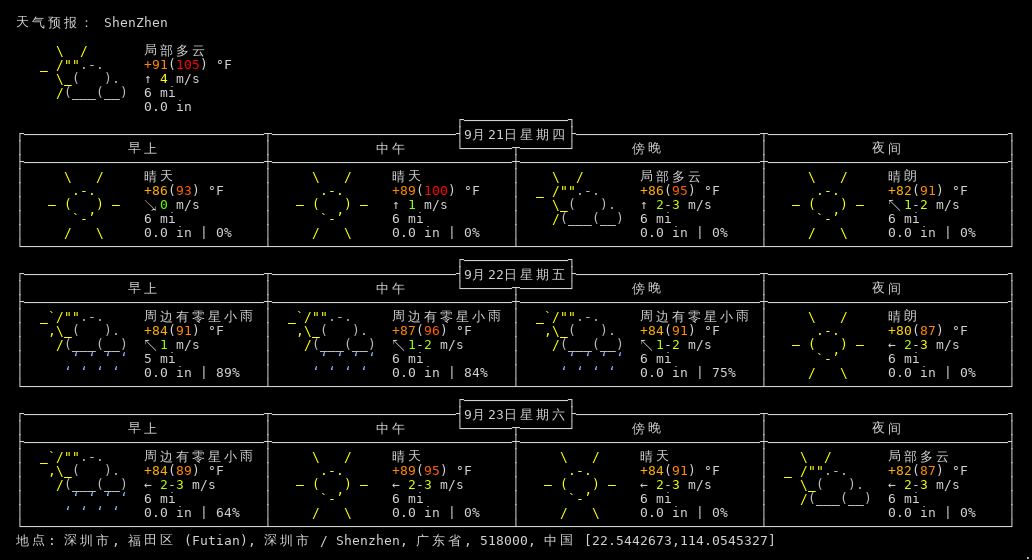 天气预报： ShenZhen
局部多云
+91(105) °F
↑ 4 m/s
6 mi
0.0 in
9月21日星期四
早上 中午 傍晚 夜间
晴天 晴天 局部多云 晴朗
+86(93) °F +89(100) °F +86(95) °F +82(91) °F
↘ 0 m/s ↑ 1 m/s ↑ 2-3 m/s ↖ 1-2 m/s
6 mi 6 mi 6 mi 6 mi
0.0 in | 0% 0.0 in | 0% 0.0 in | 0% 0.0 in | 0%
9月22日星期五
早上 中午 傍晚 夜间
周边有零星小雨 周边有零星小雨 周边有零星小雨 晴朗
+84(91) °F +87(96) °F +84(91) °F +80(87) °F
↖ 1 m/s ↖ 1-2 m/s ↖ 1-2 m/s ← 2-3 m/s
5 mi 6 mi 6 mi 6 mi
0.0 in | 89% 0.0 in | 84% 0.0 in | 75% 0.0 in | 0%
9月23日星期六
早上 中午 傍晚 夜间
周边有零星小雨 晴天 晴天 局部多云
+84(89) °F +89(95) °F +84(91) °F +82(87) °F
← 2-3 m/s ← 2-3 m/s ← 2-3 m/s ← 2-3 m/s
6 mi 6 mi 6 mi 6 mi
0.0 in | 64% 0.0 in | 0% 0.0 in | 0% 0.0 in | 0%
地点: 深圳市, 福田区 (Futian), 深圳市 / Shenzhen, 广东省, 518000, 中国 [22.5442673,114.0545327]